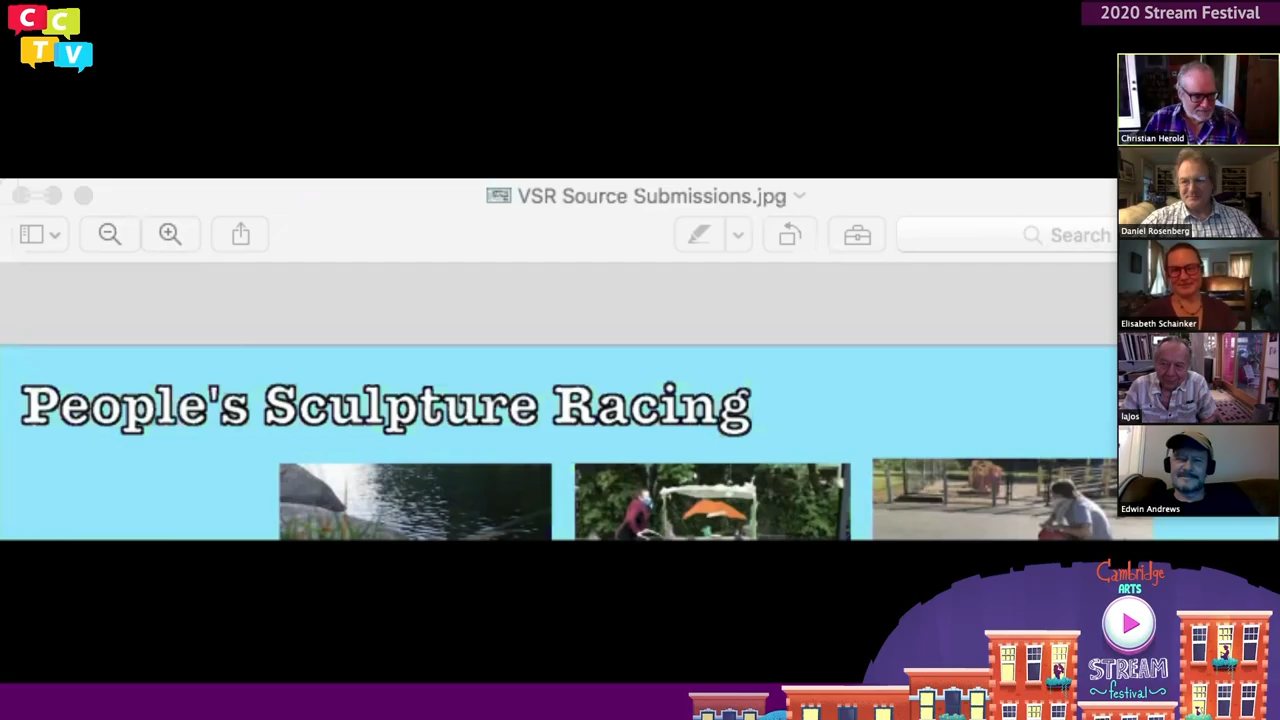 CCTV
2020 Stream Festival
Christian Herold
VSR Source Submissions.jpg
Daniel Rosenberg
Search
Elisabeth Schainker
People's Sculpture Racing
lajos
Edwin Andrews
Cambridge
ARTS
STREAM
festival